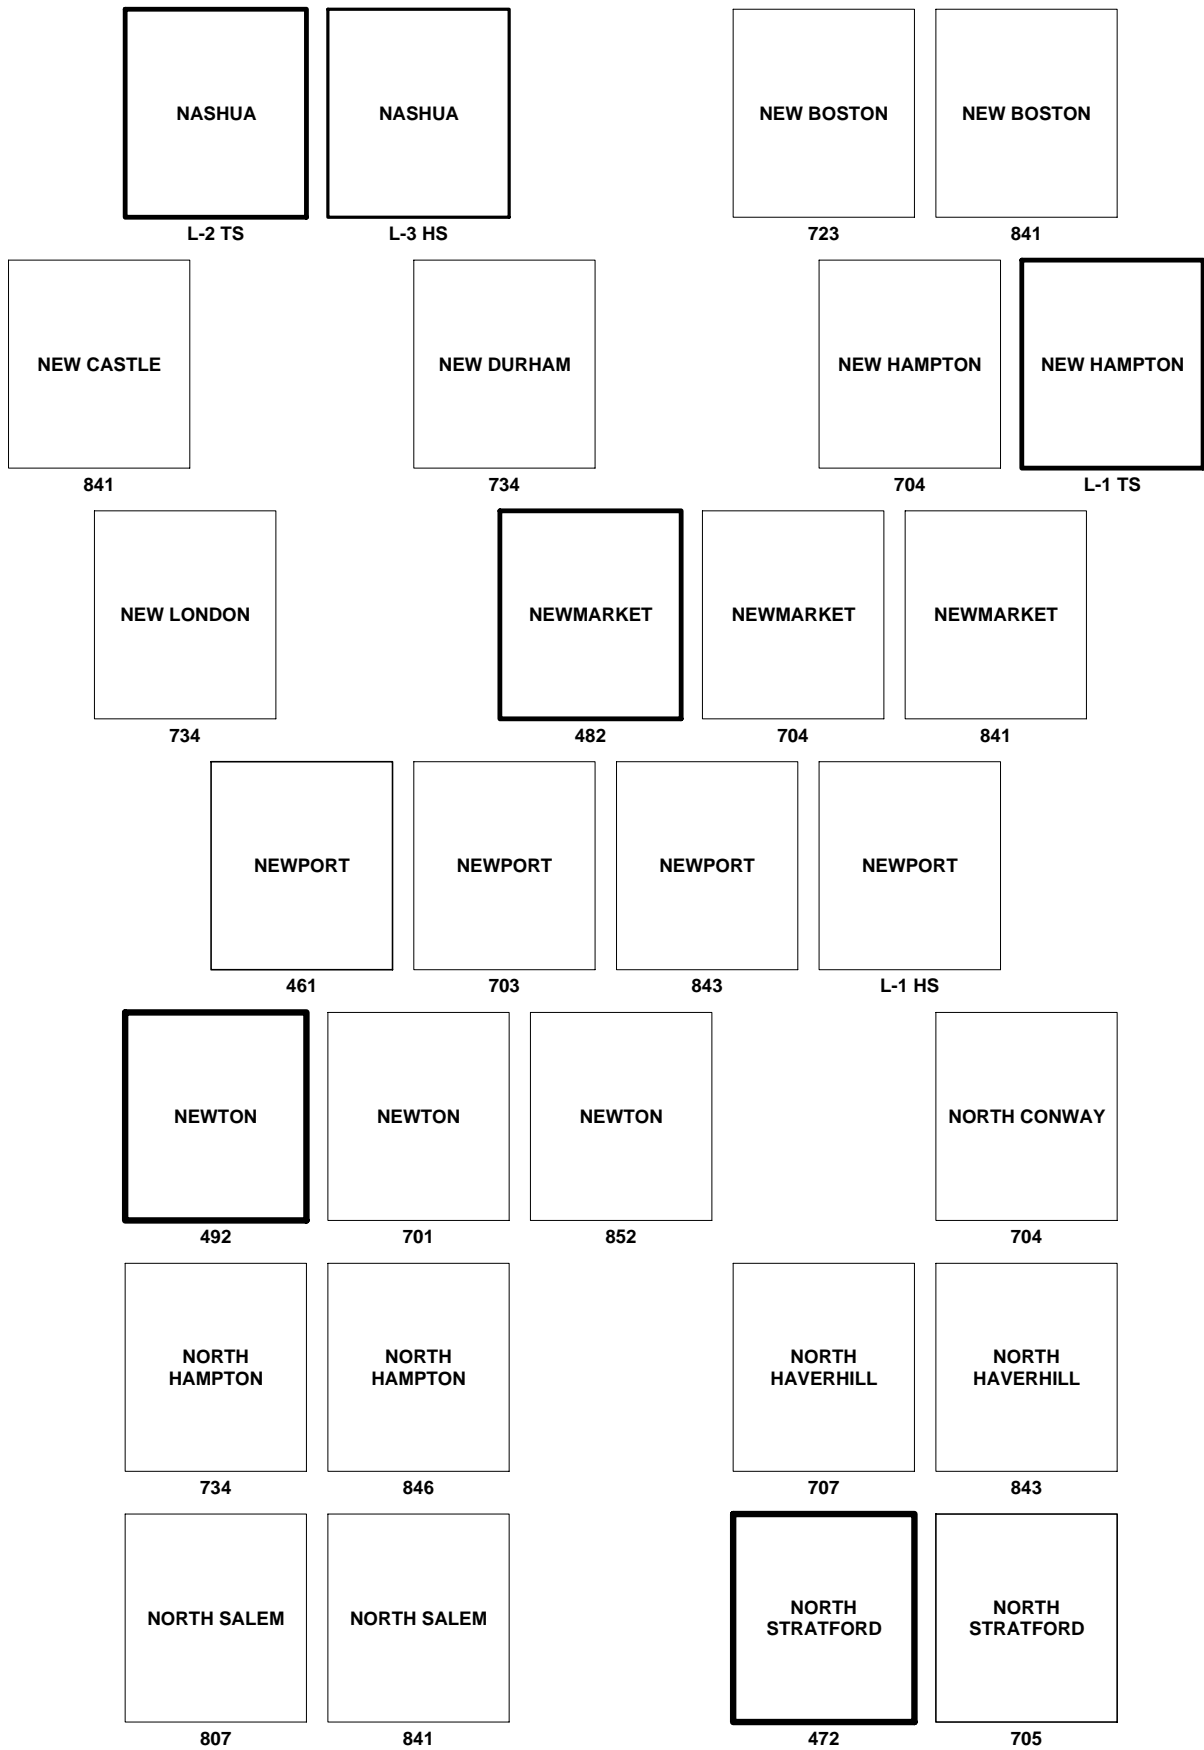 NASHUA NASHUA NEW BOSTON NEW BOSTON
L-2 TS L-3 HS 723 841
NEW CASTLE NEW DURHAM NEW HAMPTON NEW HAMPTON
841 734 704 L-1 TS
NEW LONDON NEWMARKET NEWMARKET NEWMARKET
734 482 704 841
NEWPORT NEWPORT NEWPORT NEWPORT
461 703 843 L-1 HS
NEWTON NEWTON NEWTON NORTH CONWAY
492 701 852 704
NORTH NORTH NORTH NORTH
HAMPTON HAMPTON HAVERHILL HAVERHILL
734 846 707 843
NORTH SALEM NORTH SALEM NORTH NORTH
STRATFORD STRATFORD
807 841 472 705